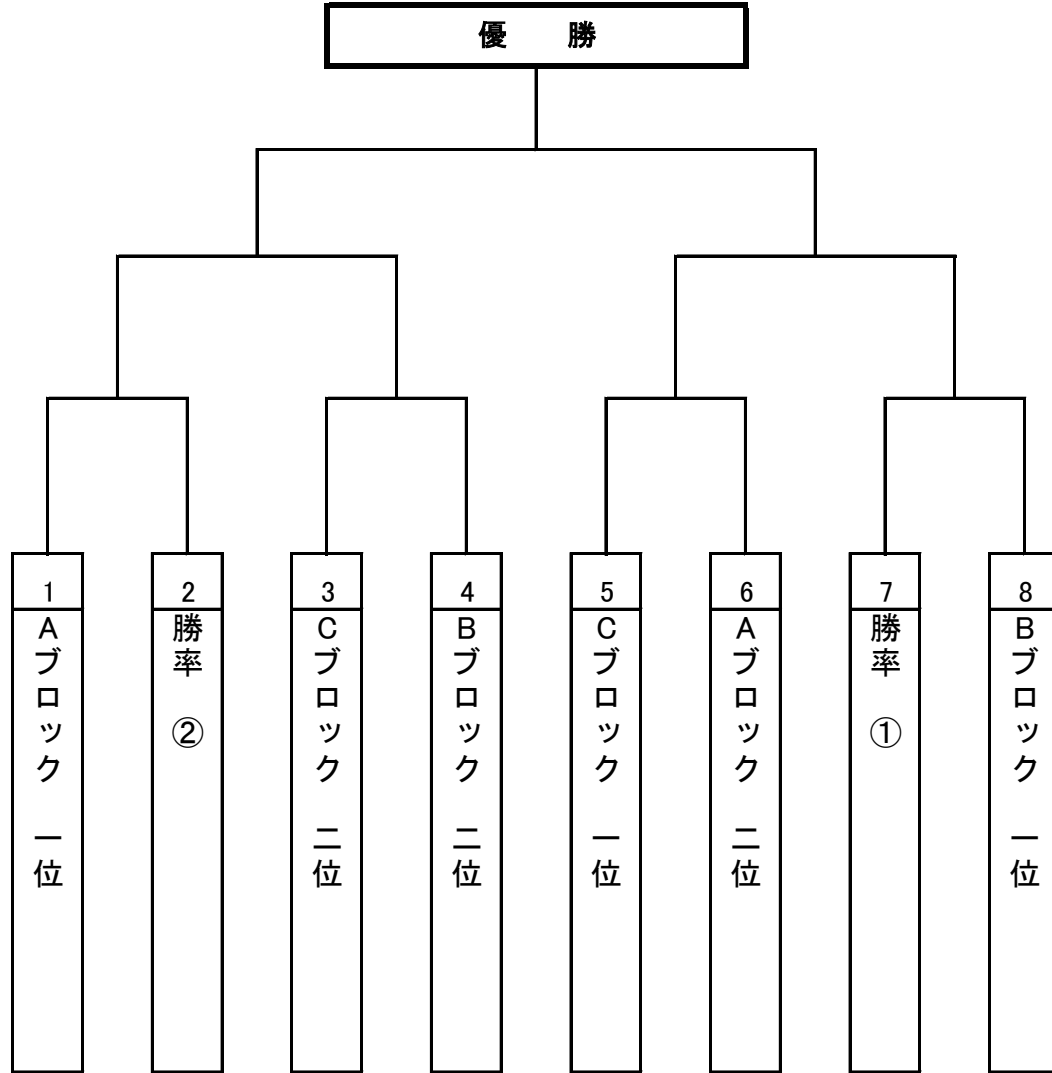 優　　勝
1
Aブロック　一位
2
勝率　②
3
Cブロック　二位
4
Bブロック　二位
5
Cブロック　一位
6
Aブロック　二位
7
勝率　①
8
Bブロック　一位